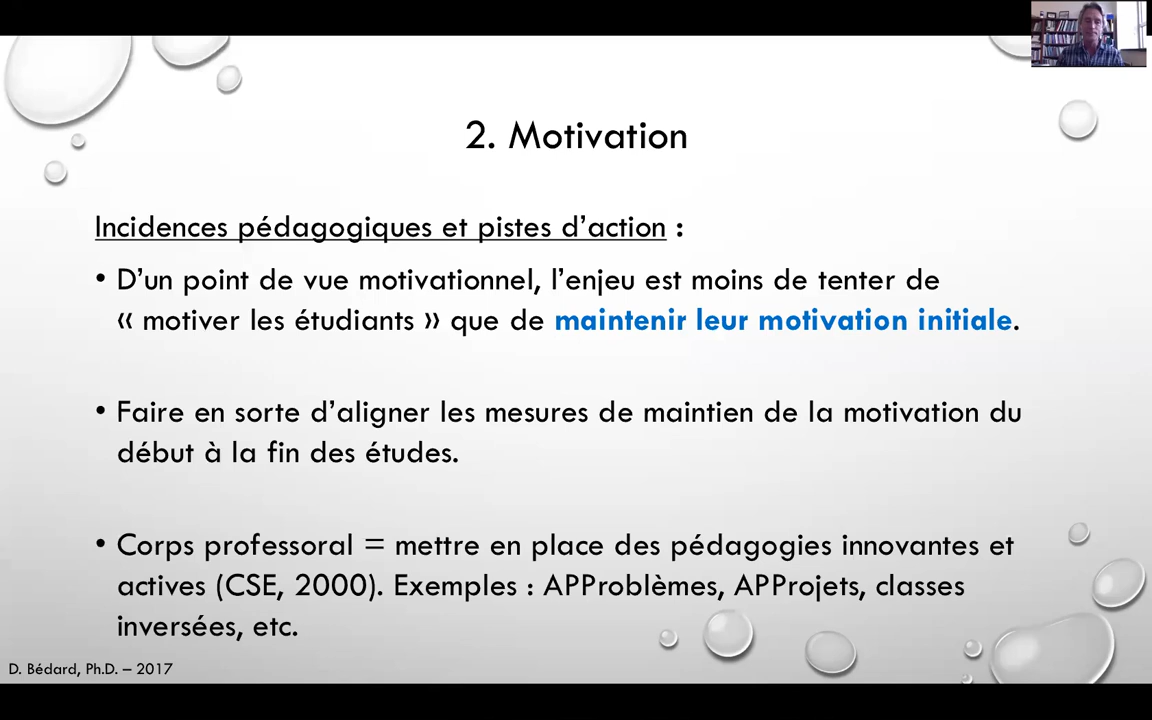 2. Motivation
Incidences pédagogiques et pistes d’action :
• D’un point de vue motivationnel, l’enjeu est moins de tenter de
« motiver les étudiants » que de maintenir leur motivation initiale.
• Faire en sorte d’aligner les mesures de maintien de la motivation du
début à la fin des études.
• Corps professoral = mettre en place des pédagogies innovantes et
actives (CSE, 2000). Exemples : APProblèmes, APProjets, classes
inversées, etc.
D. Bédard, Ph.D. – 2017